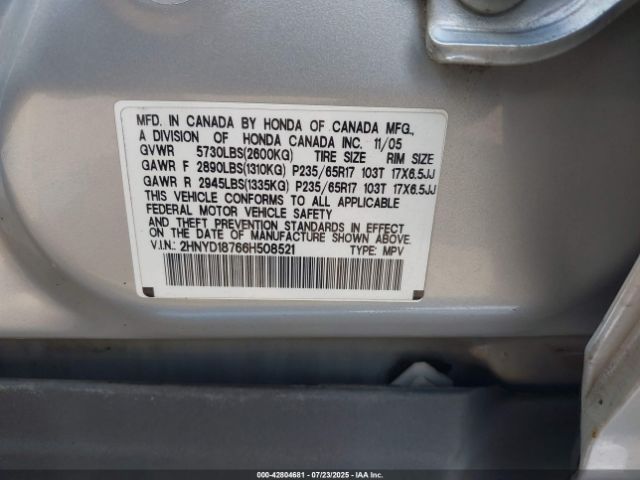 MFD. IN CANADA BY HONDA OF CANADA MFG.,
A DIVISION OF HONDA CANADA INC. 11/05
GVWR 5730LBS(2600KG) TIRE SIZE RIM SIZE
GAWR F 2890LBS(1310KG) P235/65R17 103T 17X6.5JJ
GAWR R 2945LBS(1335KG) P235/65R17 103T 17X6.5JJ
THIS VEHICLE CONFORMS TO ALL APPLICABLE
FEDERAL MOTOR VEHICLE SAFETY
AND THEFT PREVENTION STANDARDS IN EFFECT
ON THE DATE OF MANUFACTURE SHOWN ABOVE.
V.I.N.: 2HNYD18766H508521 TYPE: MPV
000-42804681 - 07/23/2025 - IAAI.COM